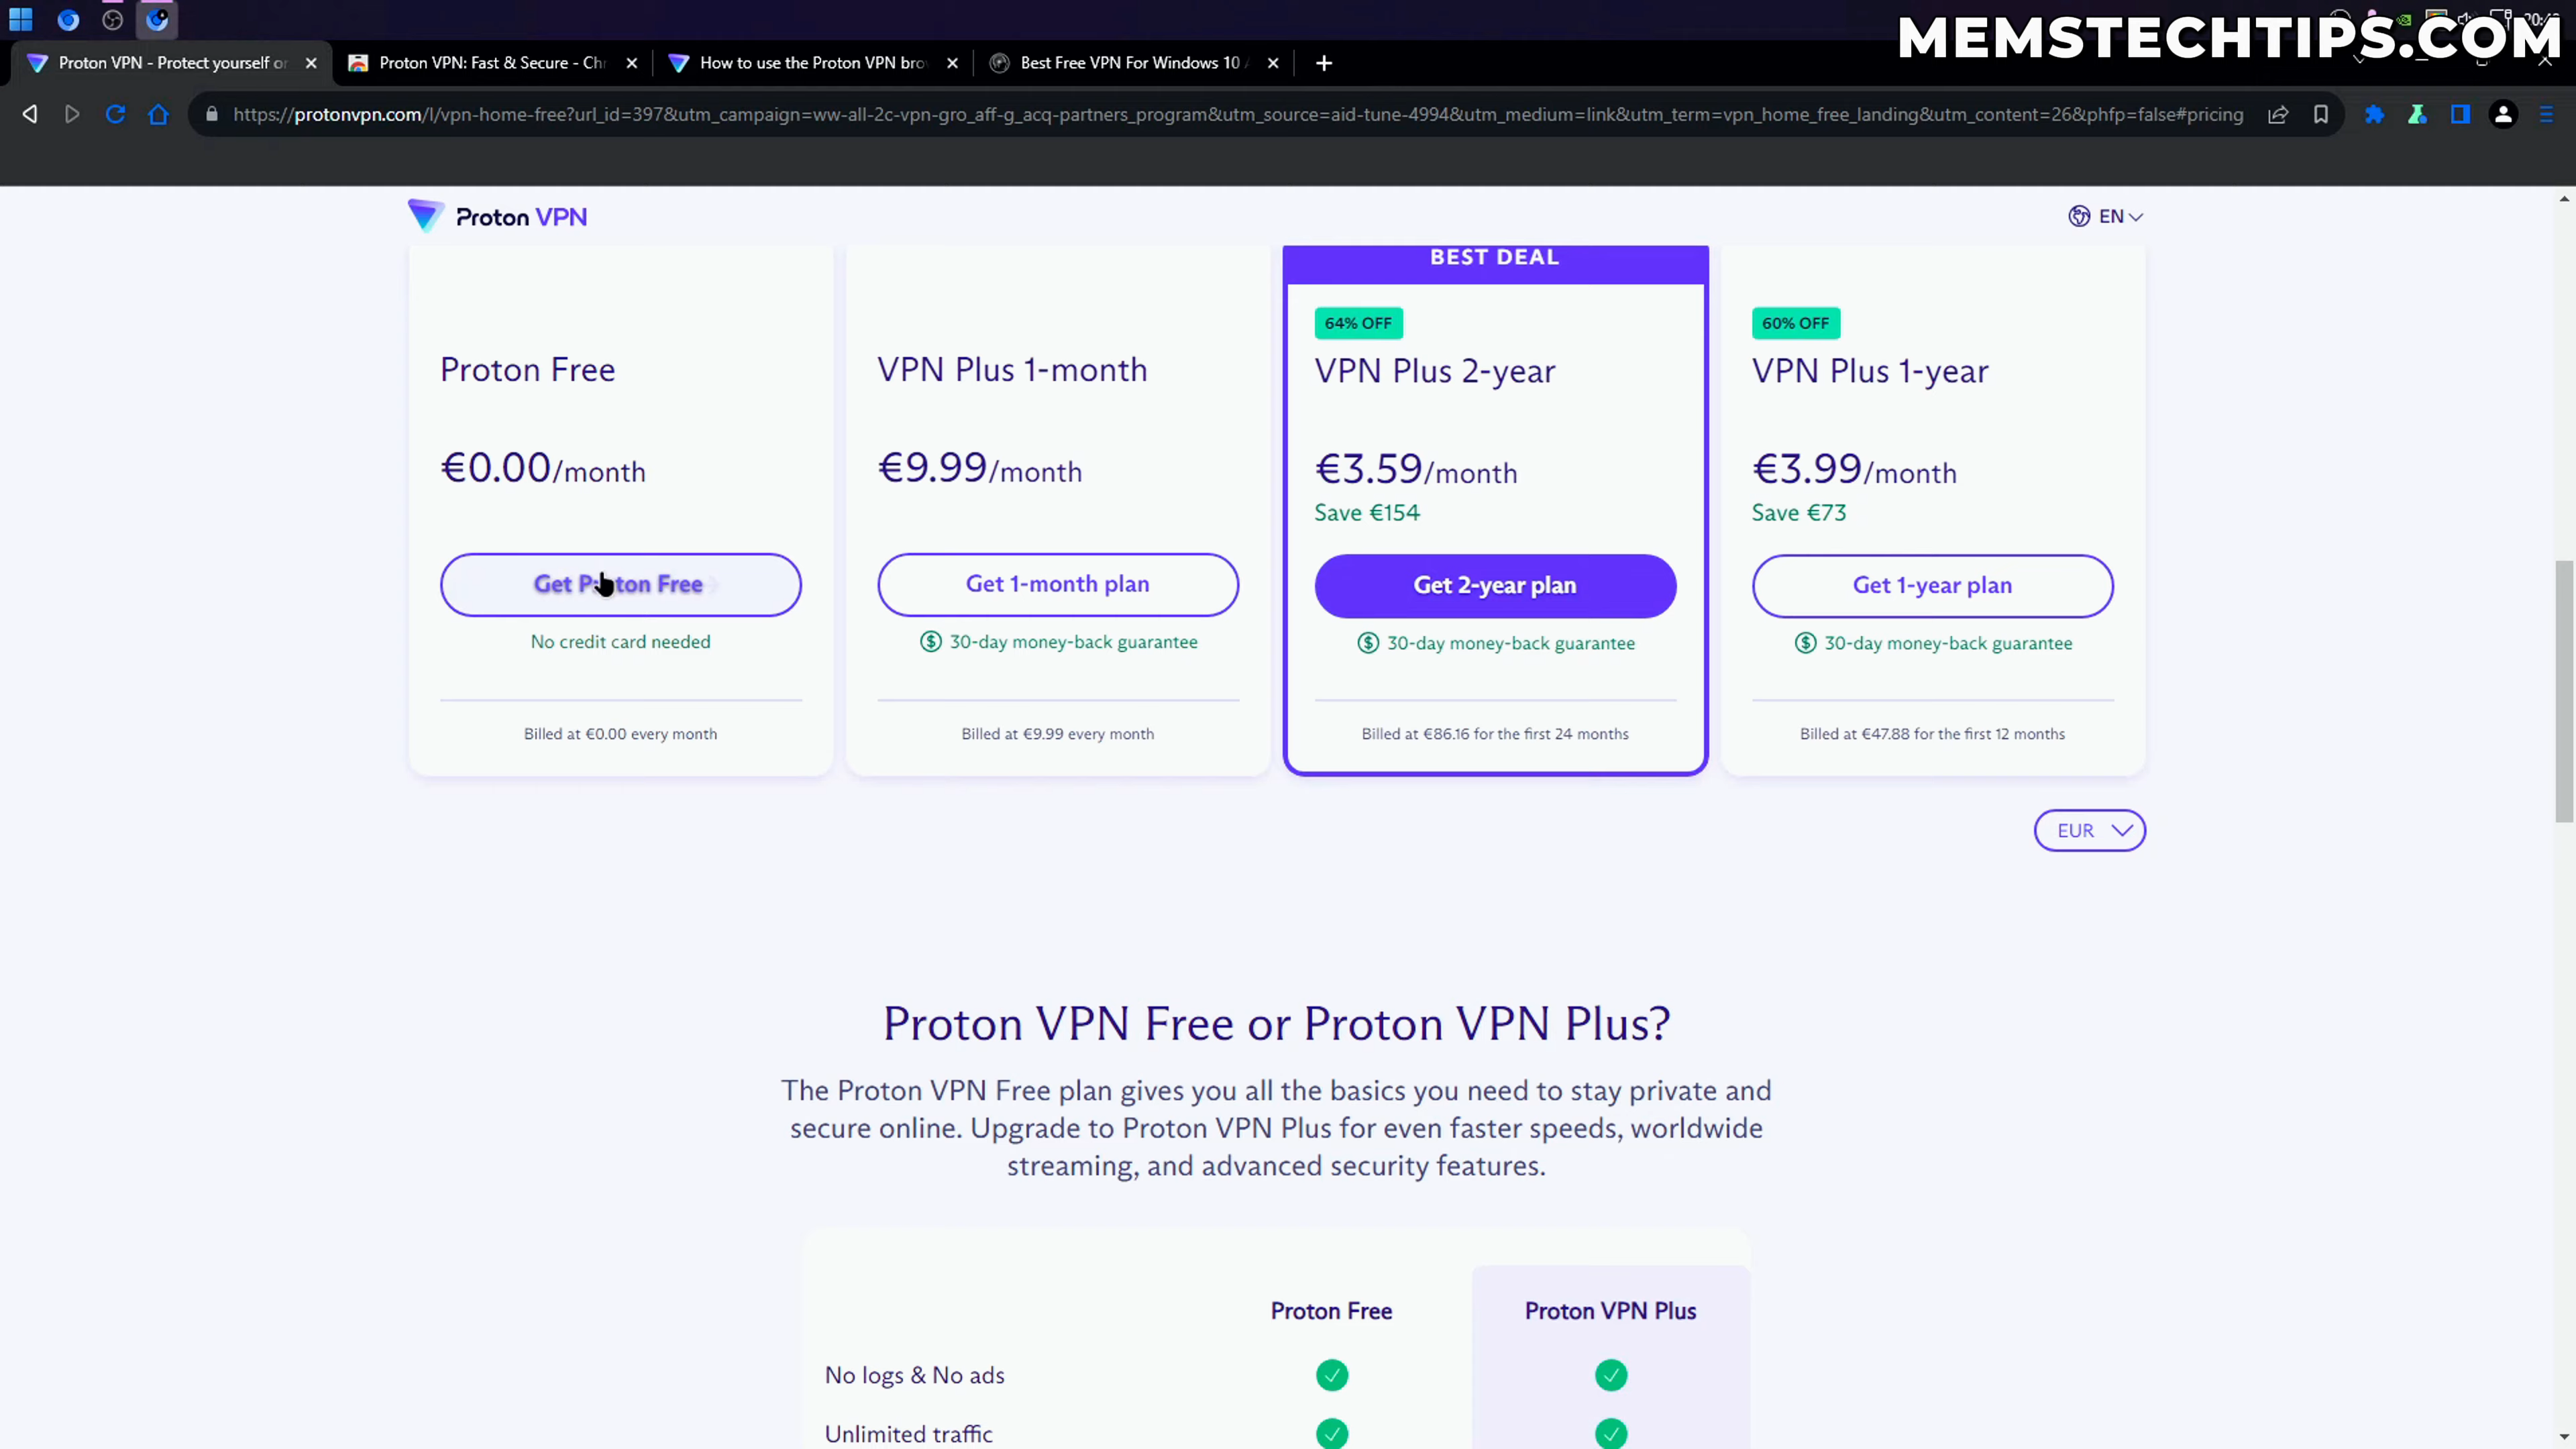 MEMSTECHTIPS.COM
Proton VPN - Protect yourself or
Proton VPN: Fast & Secure - Chr
How to use the Proton VPN bro
Best Free VPN For Windows 10
https://protonvpn.com/l/vpn-home-free?url_id=397&utm_campaign=ww-all-2c-vpn-gro_aff-g_acq-partners_program&utm_source=aid-tune-4994&utm_medium=link&utm_term=vpn_home_free_landing&utm_content=26&phfp=false#pricing
Proton VPN
EN
Proton Free
€0.00/month
Get Proton Free
No credit card needed
Billed at €0.00 every month
VPN Plus 1-month
€9.99/month
Get 1-month plan
30-day money-back guarantee
Billed at €9.99 every month
BEST DEAL
64% OFF
VPN Plus 2-year
€3.59/month
Save €154
Get 2-year plan
30-day money-back guarantee
Billed at €86.16 for the first 24 months
60% OFF
VPN Plus 1-year
€3.99/month
Save €73
Get 1-year plan
30-day money-back guarantee
Billed at €47.88 for the first 12 months
EUR
Proton VPN Free or Proton VPN Plus?
The Proton VPN Free plan gives you all the basics you need to stay private and
secure online. Upgrade to Proton VPN Plus for even faster speeds, worldwide
streaming, and advanced security features.
Proton Free
Proton VPN Plus
No logs & No ads
Unlimited traffic